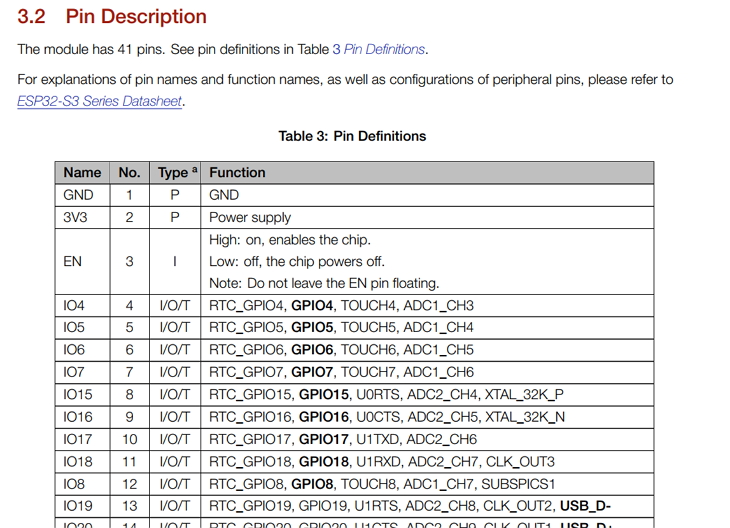 3.2 Pin Description
The module has 41 pins. See pin definitions in Table 3 Pin Definitions.
For explanations of pin names and function names, as well as configurations of peripheral pins, please refer to
ESP32-S3 Series Datasheet.
Table 3: Pin Definitions
Name No. Type a Function
GND 1 P GND
3V3 2 P Power supply
EN 3 I High: on, enables the chip.
Low: off, the chip powers off.
Note: Do not leave the EN pin floating.
IO4 4 I/O/T RTC_GPIO4, GPIO4, TOUCH4, ADC1_CH3
IO5 5 I/O/T RTC_GPIO5, GPIO5, TOUCH5, ADC1_CH4
IO6 6 I/O/T RTC_GPIO6, GPIO6, TOUCH6, ADC1_CH5
IO7 7 I/O/T RTC_GPIO7, GPIO7, TOUCH7, ADC1_CH6
IO15 8 I/O/T RTC_GPIO15, GPIO15, U0RTS, ADC2_CH4, XTAL_32K_P
IO16 9 I/O/T RTC_GPIO16, GPIO16, U0CTS, ADC2_CH5, XTAL_32K_N
IO17 10 I/O/T RTC_GPIO17, GPIO17, U1TXD, ADC2_CH6
IO18 11 I/O/T RTC_GPIO18, GPIO18, U1RXD, ADC2_CH7, CLK_OUT3
IO8 12 I/O/T RTC_GPIO8, GPIO8, TOUCH8, ADC1_CH7, SUBSPICS1
IO19 13 I/O/T RTC_GPIO19, GPIO19, U1RTS, ADC2_CH8, CLK_OUT2, USB_D-
IO20 14 I/O/T RTC_GPIO20, GPIO20, U1CTS, ADC2_CH9, CLK_OUT1, USB_D+